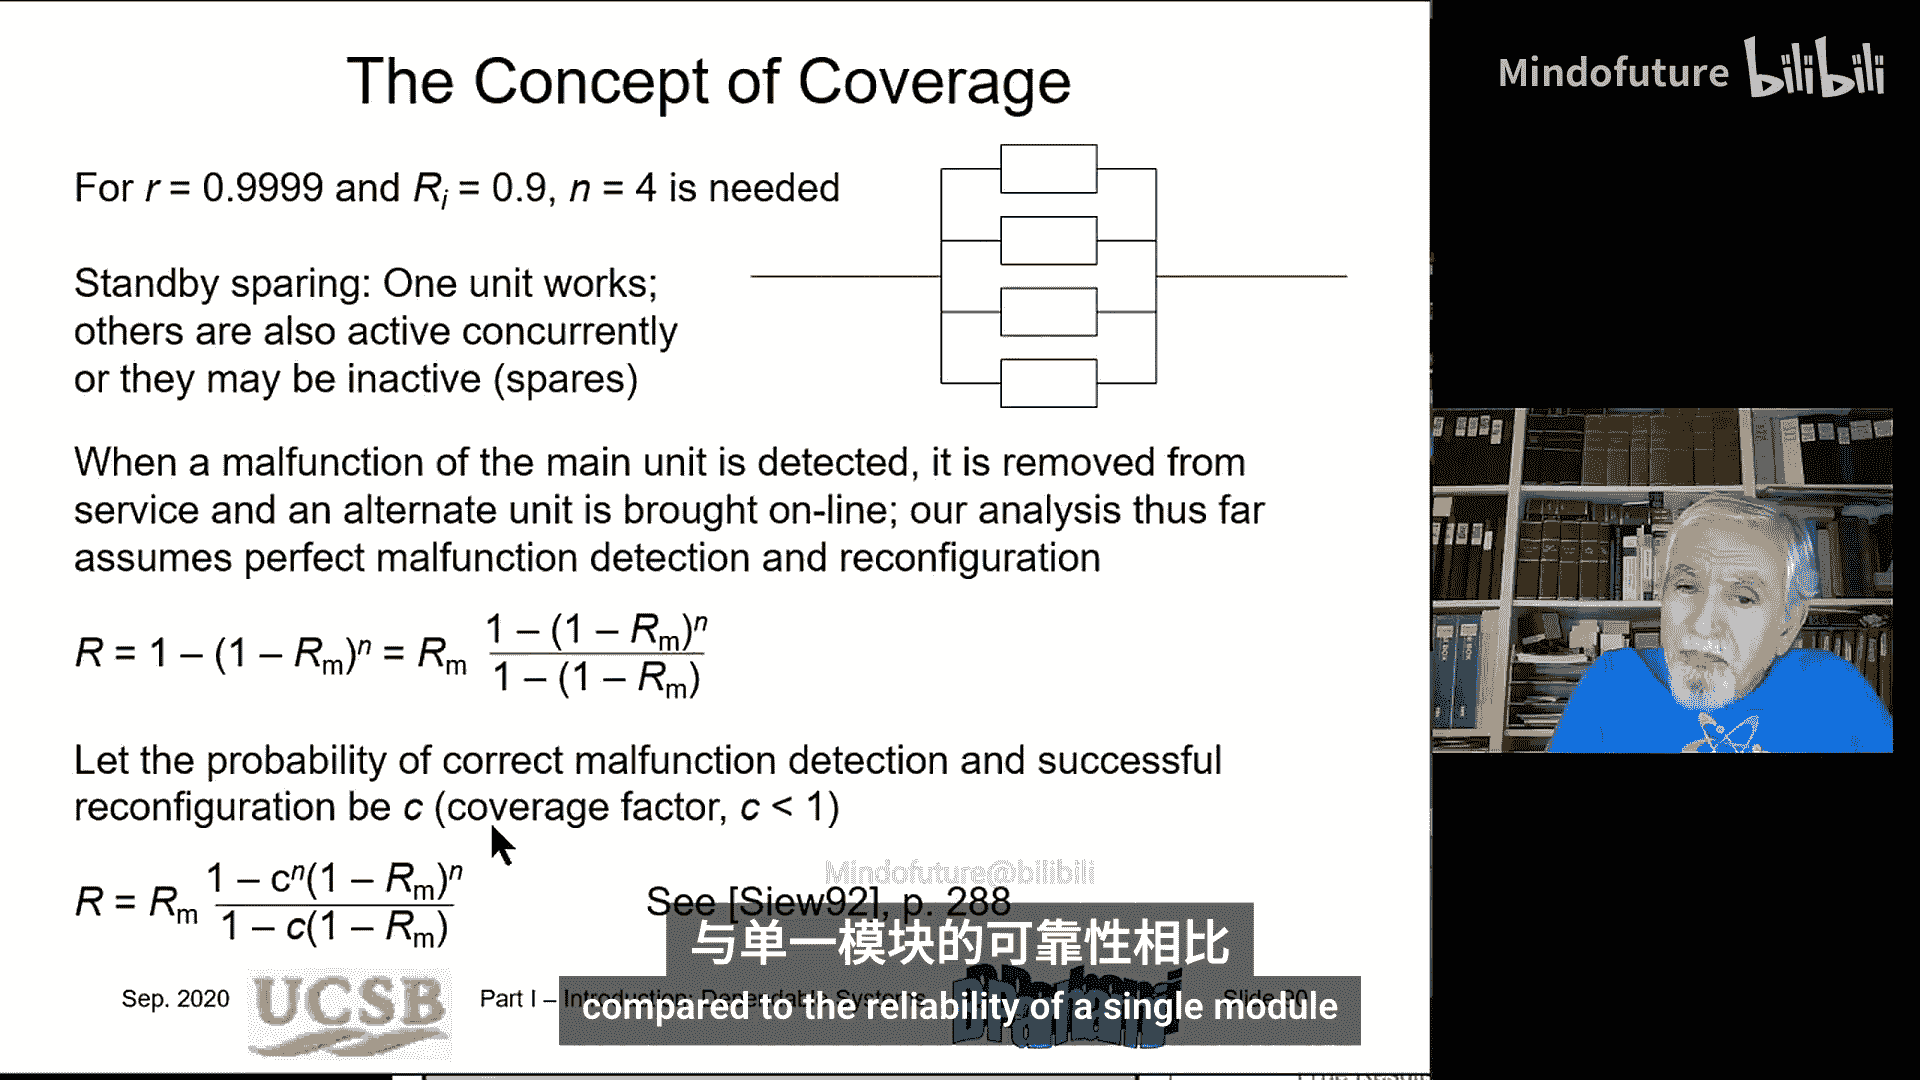 The Concept of Coverage
Mindofuture bilibili
For r = 0.9999 and Rᵢ = 0.9, n = 4 is needed
Standby sparing: One unit works;
others are also active concurrently
or they may be inactive (spares)
When a malfunction of the main unit is detected, it is removed from
service and an alternate unit is brought on-line; our analysis thus far
assumes perfect malfunction detection and reconfiguration
R = 1 – (1 – Rₘ)ⁿ = Rₘ (1 – (1 – Rₘ)ⁿ) / (1 – (1 – Rₘ))
Let the probability of correct malfunction detection and successful
reconfiguration be c (coverage factor, c < 1)
Mindofuture@bilibili
R = Rₘ (1 – cⁿ(1 – Rₘ)ⁿ) / (1 – c(1 – Rₘ))
See [Siew92], p. 288
与单一模块的可靠性相比
Sep. 2020
UCSB
Part I – Introduction: Dependable Systems
compared to the reliability of a single module